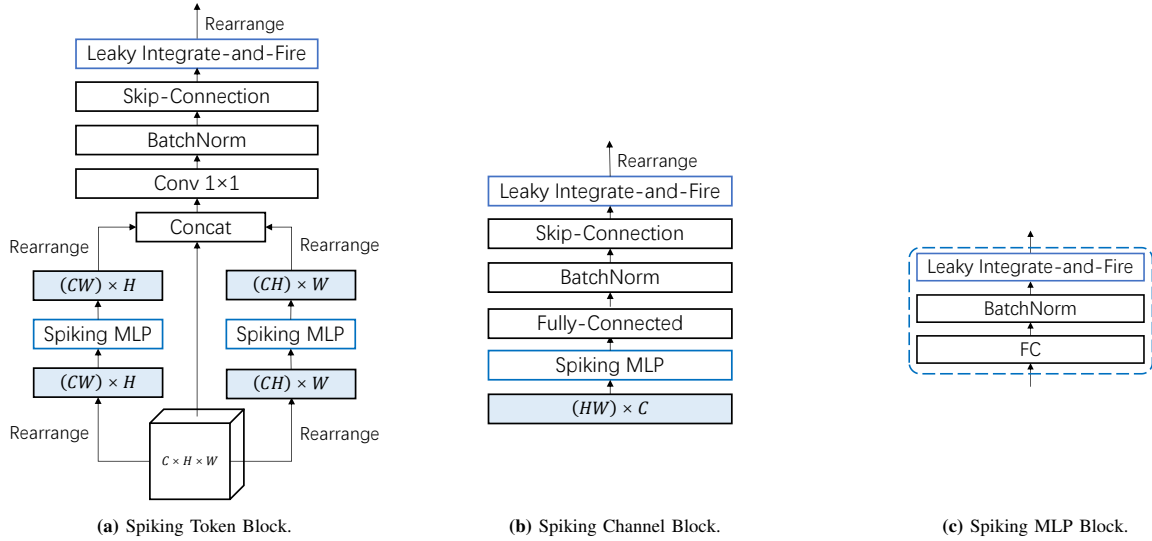 Rearrange
Leaky Integrate-and-Fire
Skip-Connection
BatchNorm
Conv 1×1
Concat
Rearrange
Rearrange
(CW) × H
(CH) × W
Spiking MLP
Spiking MLP
(CW) × H
(CH) × W
Rearrange
Rearrange
C × H × W
(a) Spiking Token Block.
Rearrange
Leaky Integrate-and-Fire
Skip-Connection
BatchNorm
Fully-Connected
Spiking MLP
(HW) × C
(b) Spiking Channel Block.
Leaky Integrate-and-Fire
BatchNorm
FC
(c) Spiking MLP Block.